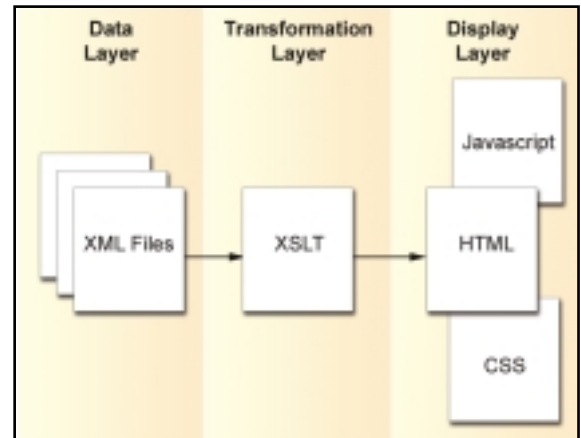 Data
Layer
Transformation
Layer
Display
Layer
Javascript
XML Files
XSLT
HTML
CSS